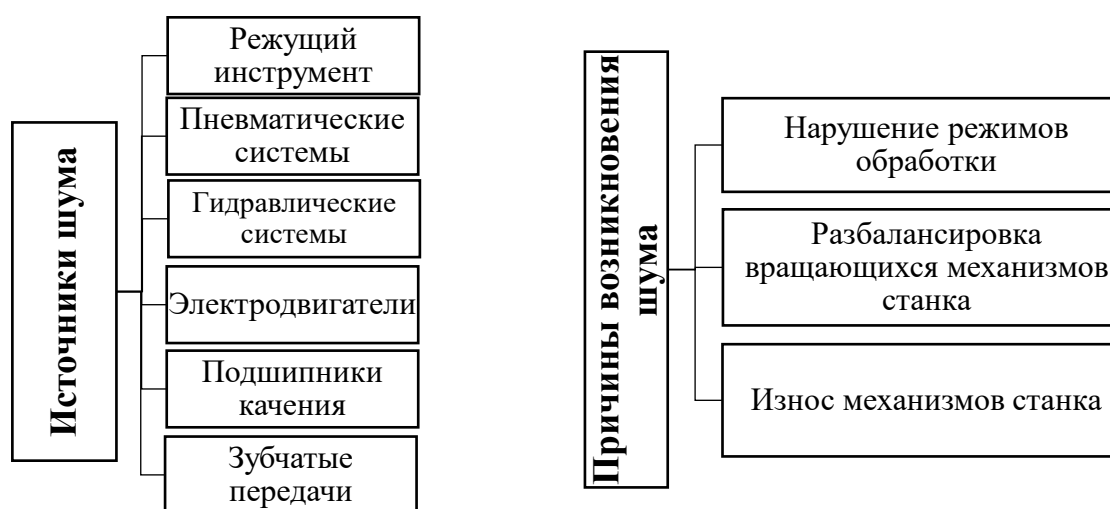 Источники шума
Режущий
инструмент
Пневматические
системы
Гидравлические
системы
Электродвигатели
Подшипники
качения
Зубчатые
передачи
Причины возникновения
шума
Нарушение режимов
обработки
Разбалансировка
вращающихся механизмов
станка
Износ механизмов станка